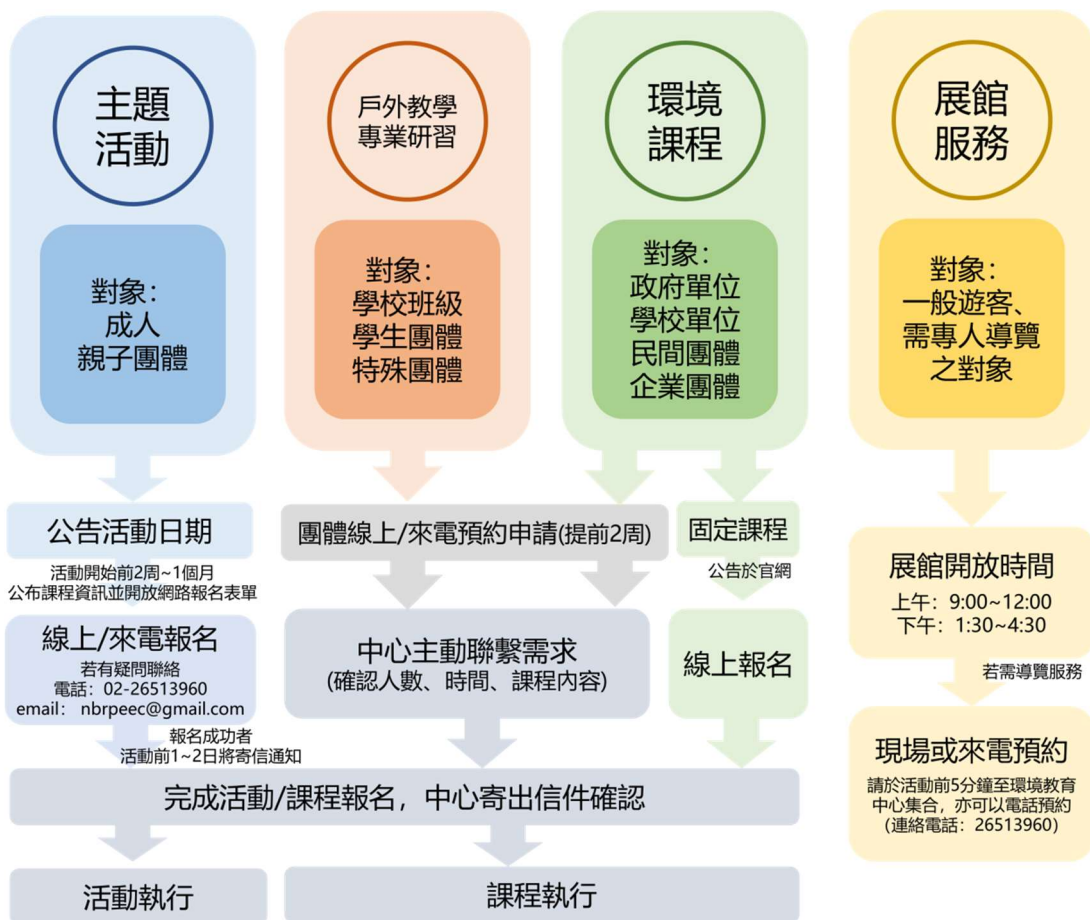 主題
活動
戶外教學
專業研習
環境
課程
展館
服務
對象：
成人
親子團體
對象：
學校班級
學生團體
特殊團體
對象：
政府單位
學校單位
民間團體
企業團體
對象：
一般遊客、
需專人導覽
之對象
公告活動日期
活動開始前2周~1個月
公布課程資訊並開放網路報名表單
線上/來電報名
若有疑問聯絡
電話：02-26513960
email： nbrpeec@gmail.com
報名成功者
活動前1~2日將寄信通知
團體線上/來電預約申請(提前2周)
中心主動聯繫需求
(確認人數、時間、課程內容)
固定課程
公告於官網
線上報名
完成活動/課程報名，中心寄出信件確認
活動執行
課程執行
展館開放時間
上午：9:00~12:00
下午：1:30~4:30
若需導覽服務
現場或來電預約
請於活動前5分鐘至環境教育
中心集合，亦可以電話預約
(連絡電話：26513960)